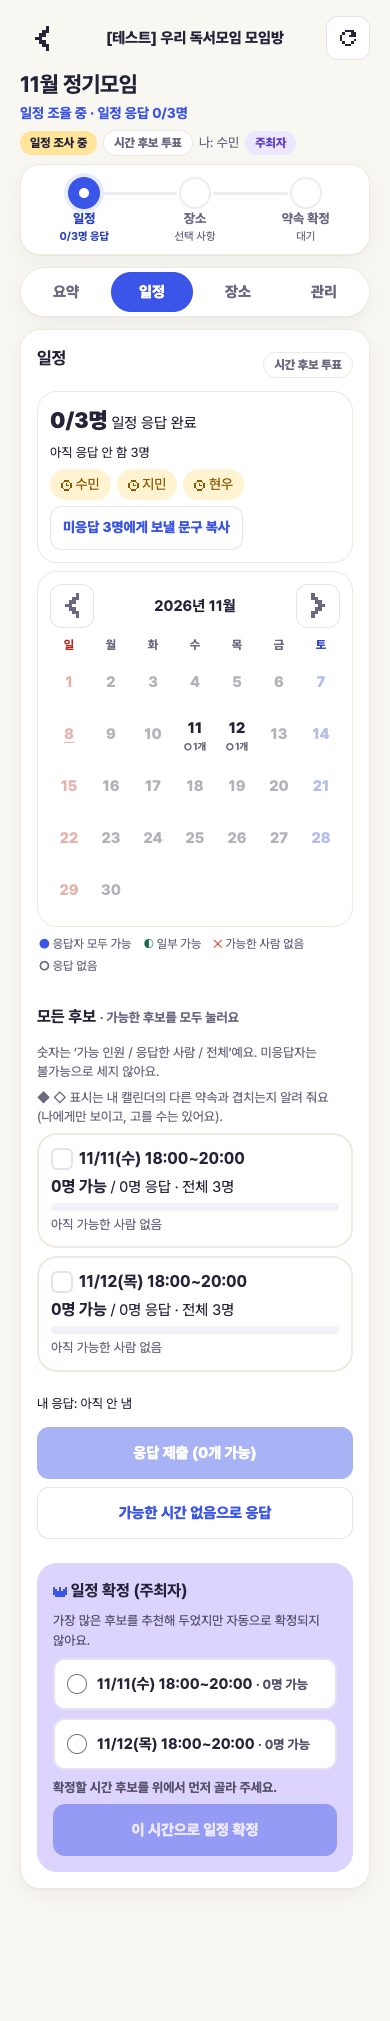 [테스트] 우리 독서모임 모임방
11월 정기모임
일정 조율 중 · 일정 응답 0/3명
일정 조사 중 시간 후보 투표 나: 수민 주최자
일정 장소 약속 확정
0/3명 응답 선택 사항 대기
요약 일정 장소 관리
일정
시간 후보 투표
0/3명 일정 응답 완료
아직 응답 안 함 3명
수민 지민 현우
미응답 3명에게 보낼 문구 복사
2026년 11월
일 월 화 수 목 금 토
1 2 3 4 5 6 7
8 9 10 11 12 13 14
1개 1개
15 16 17 18 19 20 21
22 23 24 25 26 27 28
29 30
응답자 모두 가능 일부 가능 가능한 사람 없음
응답 없음
모든 후보 · 가능한 후보를 모두 눌러요
숫자는 ‘가능 인원 / 응답한 사람 / 전체’예요. 미응답자는
불가능으로 세지 않아요.
◆ ◇ 표시는 내 캘린더의 다른 약속과 겹치는지 알려 줘요
(나에게만 보이고, 고를 수는 있어요).
11/11(수) 18:00~20:00
0명 가능 / 0명 응답 · 전체 3명
아직 가능한 사람 없음
11/12(목) 18:00~20:00
0명 가능 / 0명 응답 · 전체 3명
아직 가능한 사람 없음
내 응답: 아직 안 냄
응답 제출 (0개 가능)
가능한 시간 없음으로 응답
일정 확정 (주최자)
가장 많은 후보를 추천해 두었지만 자동으로 확정되지
않아요.
11/11(수) 18:00~20:00 · 0명 가능
11/12(목) 18:00~20:00 · 0명 가능
확정할 시간 후보를 위에서 먼저 골라 주세요.
이 시간으로 일정 확정